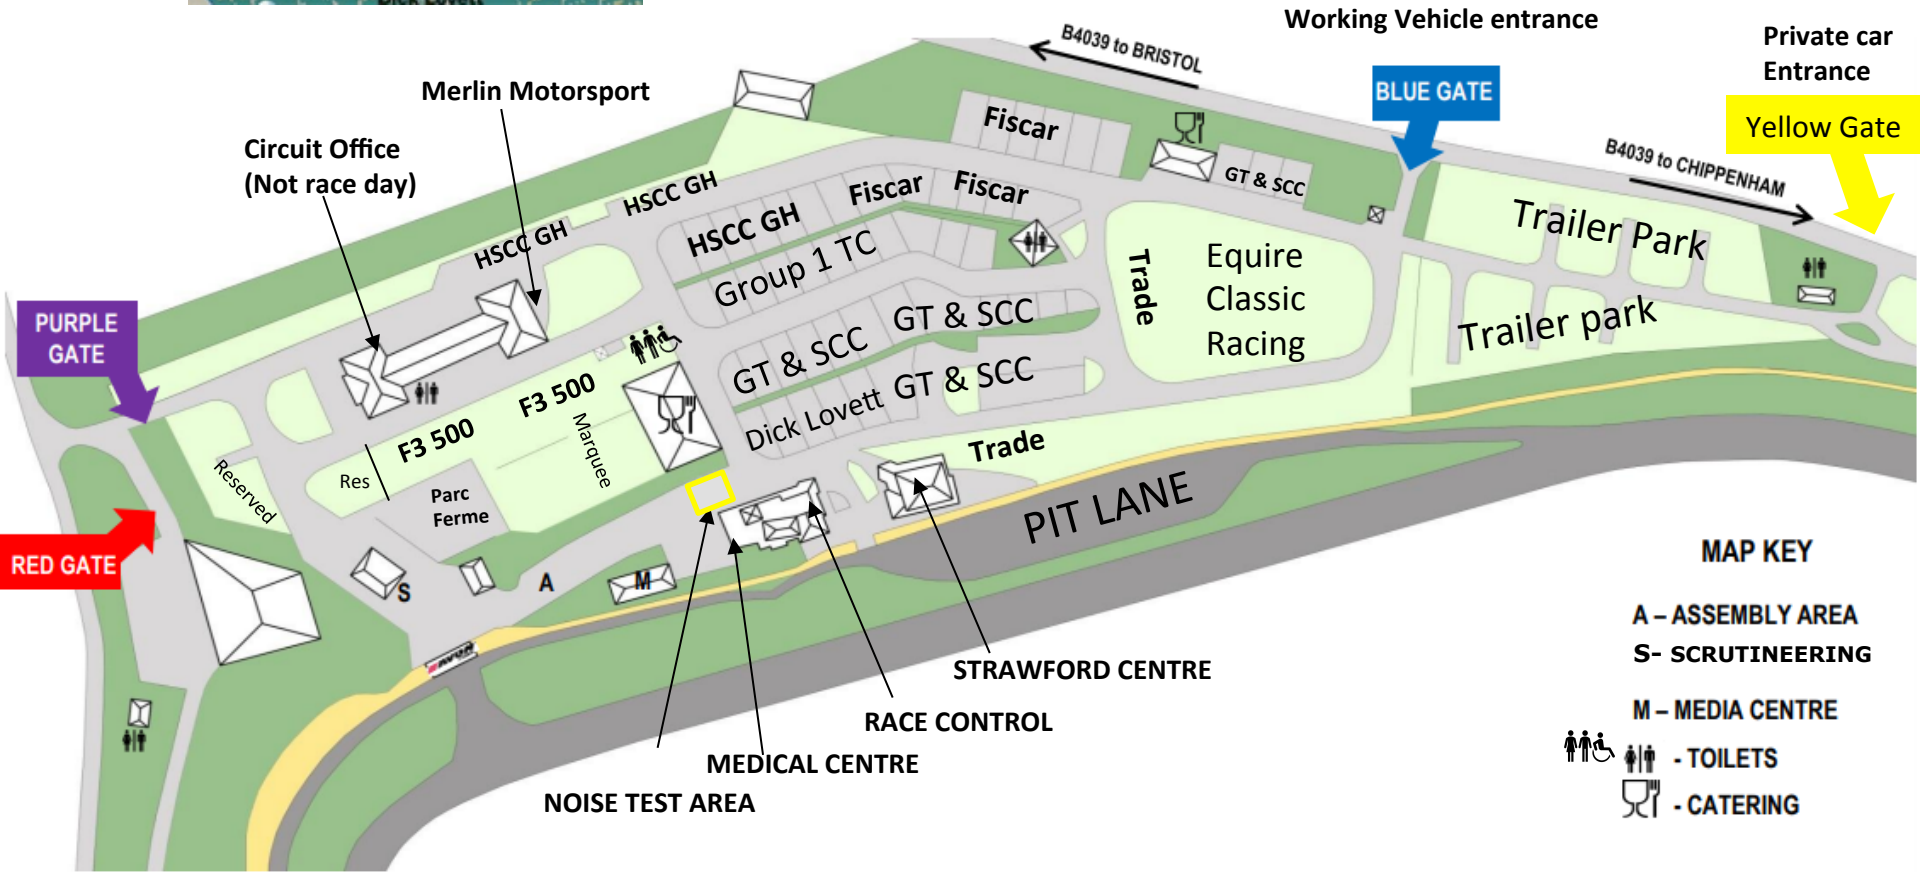 Dick Lovett
Working Vehicle entrance
B4039 to BRISTOL
Private car
Entrance
BLUE GATE
Yellow Gate
B4039 to CHIPPENHAM
Merlin Motorsport
Circuit Office
(Not race day)
Fiscar
GT & SCC
HSCC GH
HSCC GH
HSCC GH
Fiscar
Fiscar
Group 1 TC
Trade
Equire
Classic
Racing
Trailer Park
Trailer park
PURPLE
GATE
GT & SCC
GT & SCC
Dick Lovett
GT & SCC
F3 500
F3 500
Marquee
Trade
Reserved
Res
Parc
Ferme
PIT LANE
RED GATE
S
A
M
AVON
STRAWFORD CENTRE
RACE CONTROL
MEDICAL CENTRE
NOISE TEST AREA
MAP KEY
A – ASSEMBLY AREA
S- SCRUTINEERING
M – MEDIA CENTRE
- TOILETS
- CATERING